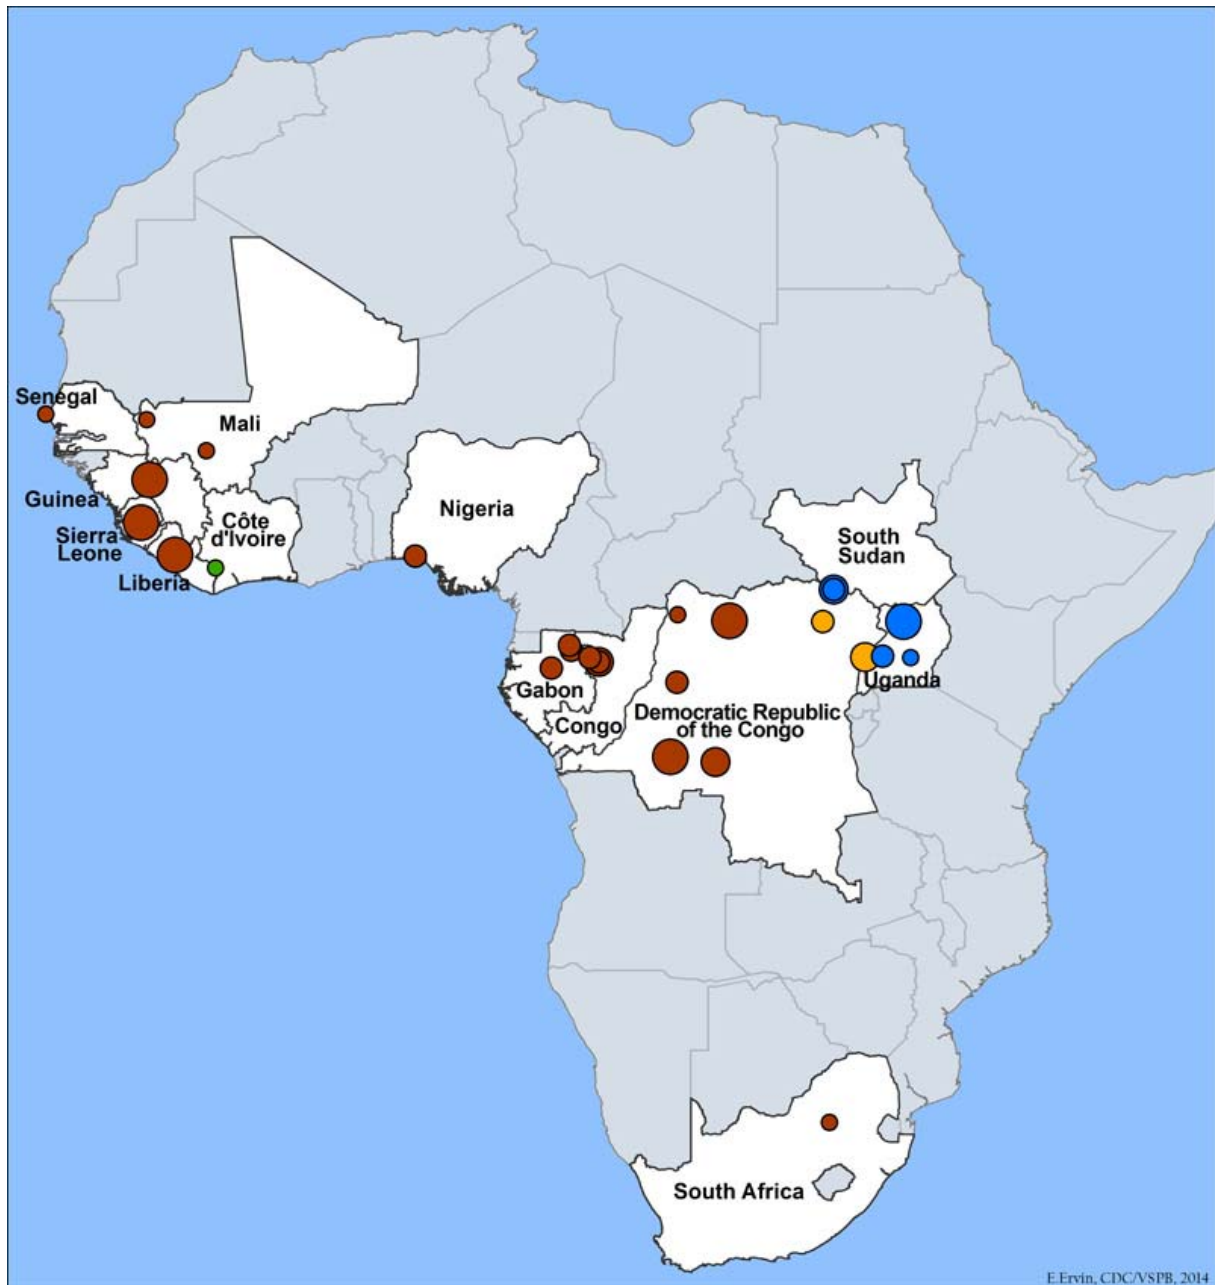 Senegal
Mali
Guinea
Sierra
Leone
Côte
d'Ivoire
Liberia
Nigeria
South
Sudan
Uganda
Gabon
Congo
Democratic Republic
of the Congo
South Africa
E.Ervin, CDC/VSPB, 2014